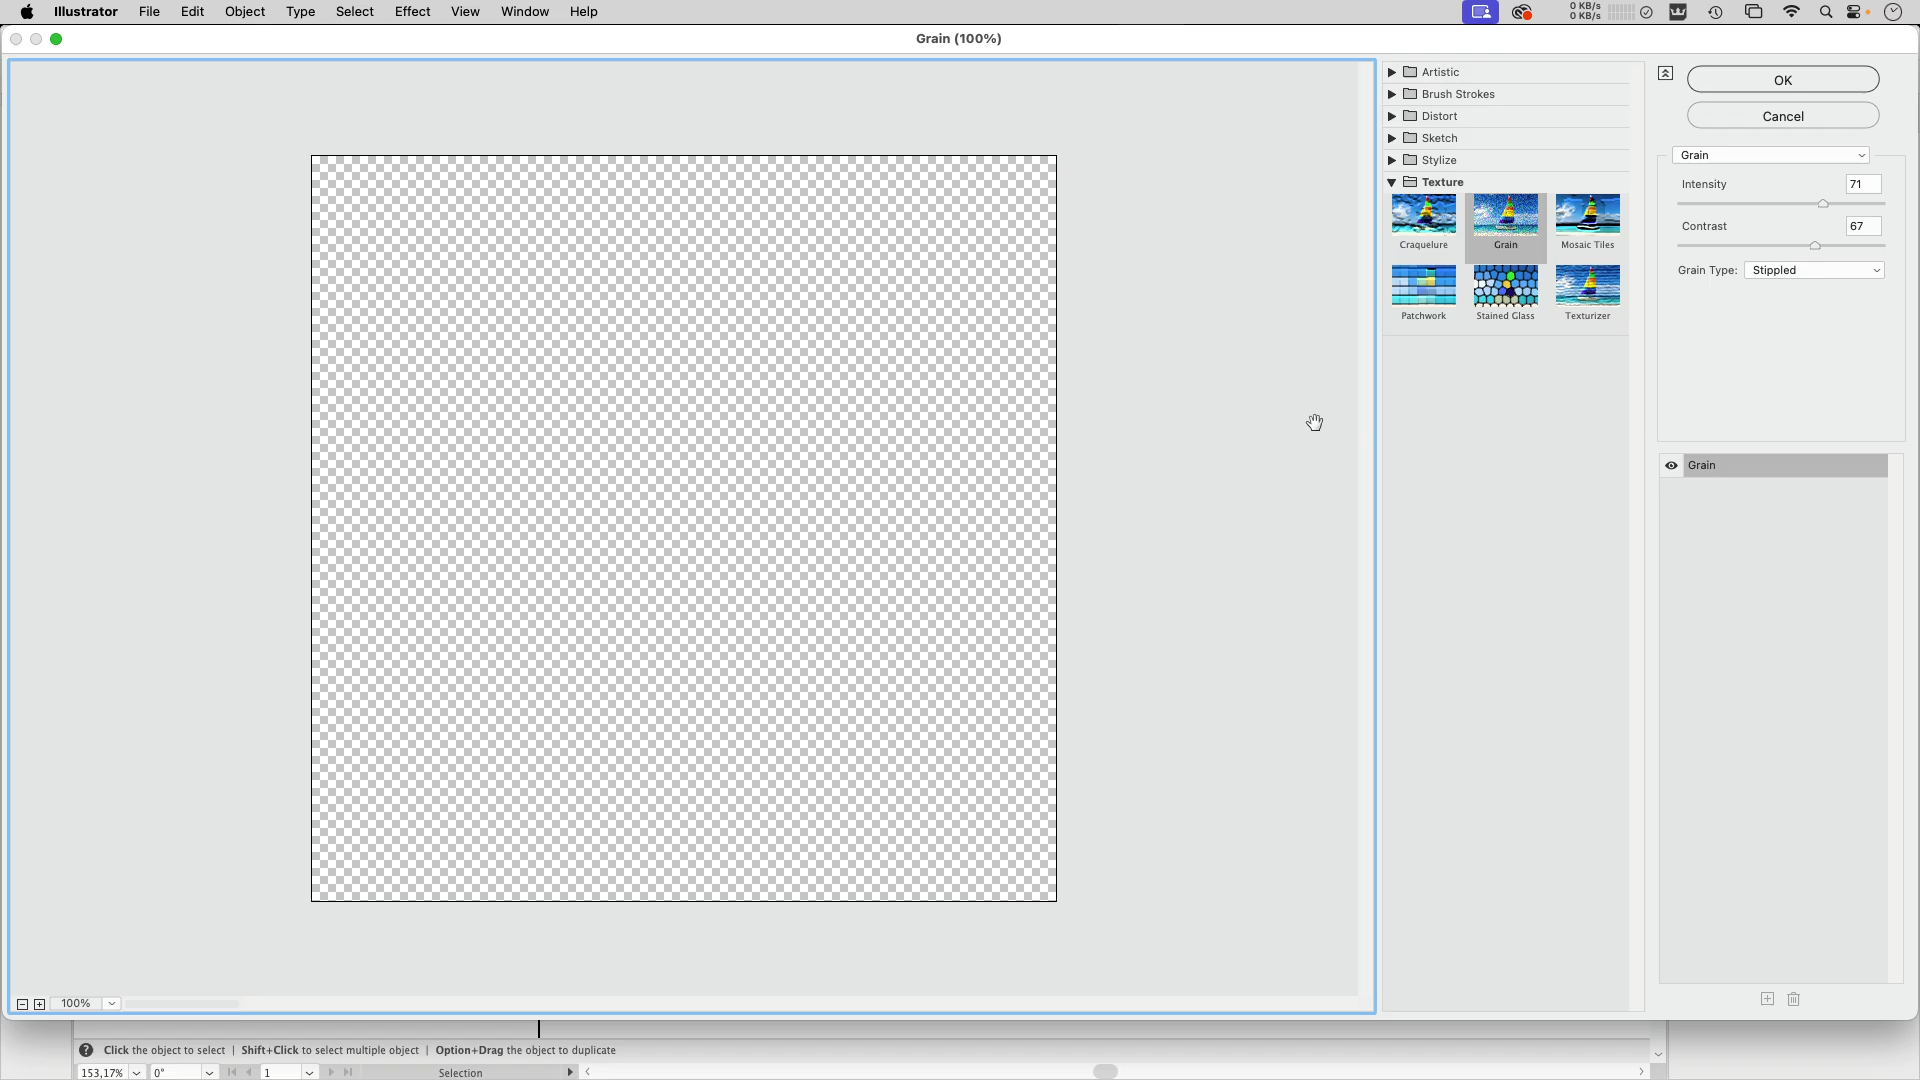 Illustrator File Edit Object Type Select Effect View Window Help
0 KB/s
0 KB/s
Grain (100%)
Artistic
Brush Strokes
Distort
Sketch
Stylize
Texture
Craquelure Grain Mosaic Tiles
Patchwork Stained Glass Texturizer
OK
Cancel
Grain
Intensity 71
Contrast 67
Grain Type: Stippled
Grain
100%
Click the object to select | Shift+Click to select multiple object | Option+Drag the object to duplicate
153,17% 0° 1 Selection